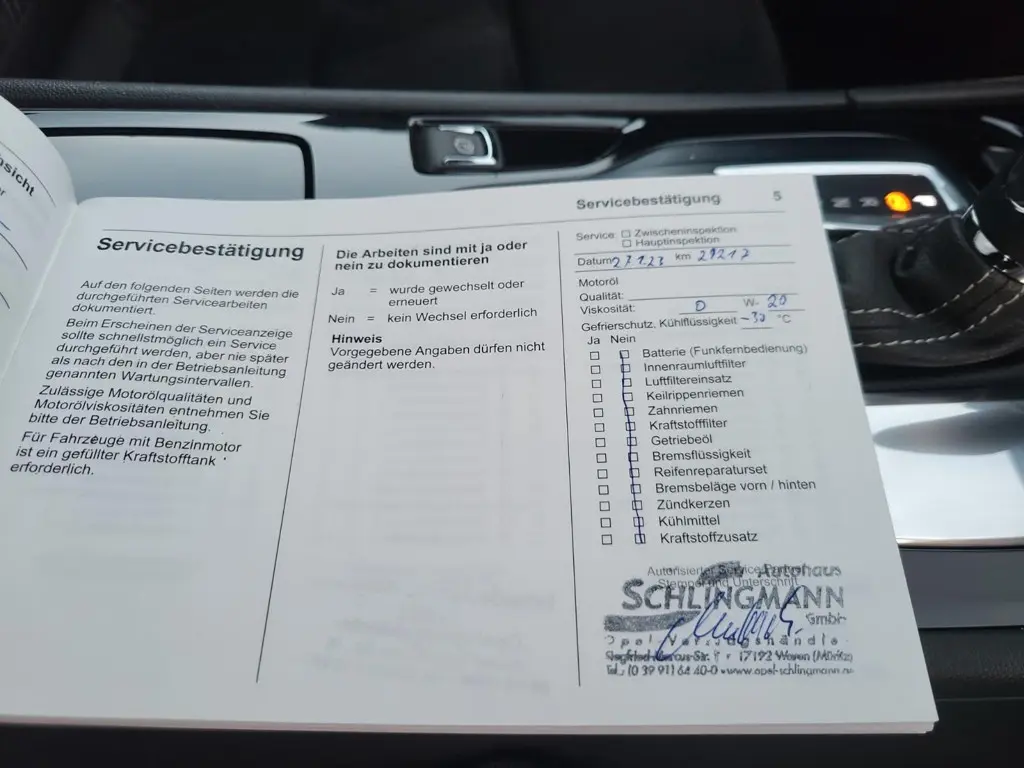 Servicebestätigung 5
Servicebestätigung
Auf den folgenden Seiten werden die
durchgeführten Servicearbeiten
dokumentiert.
Beim Erscheinen der Serviceanzeige
sollte schnellstmöglich ein Service
durchgeführt werden, aber nie später
als nach den in der Betriebsanleitung
genannten Wartungsintervallen.
Zulässige Motorölqualitäten und
Motorölviskositäten entnehmen Sie
bitte der Betriebsanleitung.
Für Fahrzeuge mit Benzinmotor
ist ein gefüllter Kraftstofftank
erforderlich.
Die Arbeiten sind mit ja oder
nein zu dokumentieren
Ja = wurde gewechselt oder
erneuert
Nein = kein Wechsel erforderlich
Hinweis
Vorgegebene Angaben dürfen nicht
geändert werden.
Service: Zwischeninspektion
Hauptinspektion
Datum 27.1.23 km 29217
Motoröl
Qualität:
Viskosität: 0 W- 20
Gefrierschutz, Kühlflüssigkeit -30 °C
Ja Nein
Batterie (Funkfernbedienung)
Innenraumluftfilter
Luftfiltereinsatz
Keilrippenriemen
Zahnriemen
Kraftstofffilter
Getriebeöl
Bremsflüssigkeit
Reifenreparaturset
Bremsbeläge vorn / hinten
Zündkerzen
Kühlmittel
Kraftstoffzusatz
Autorisierter Service Partner
Stempel und Unterschrift
Autohaus
SCHLINGMANN
GmbH
Opel
17192 Waren (Müritz)
Tel.: (0 39 91) 64 40-0 • www.opel-schlingmann.de